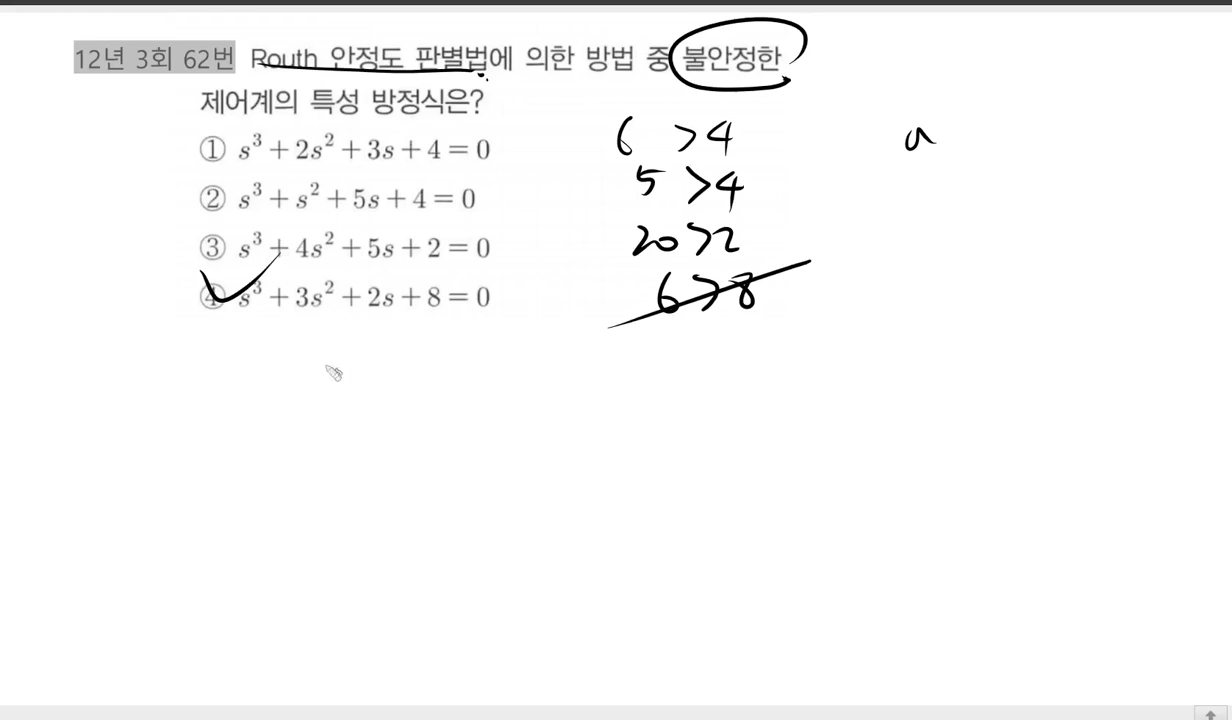 12년 3회 62번 Routh 안정도 판별법에 의한 방법 중 불안정한
제어계의 특성 방정식은?
① s³ + 2s² + 3s + 4 = 0
6 > 4
a
② s³ + s² + 5s + 4 = 0
5 > 4
③ s³ + 4s² + 5s + 2 = 0
20 > 2
④ s³ + 3s² + 2s + 8 = 0
6 > 8